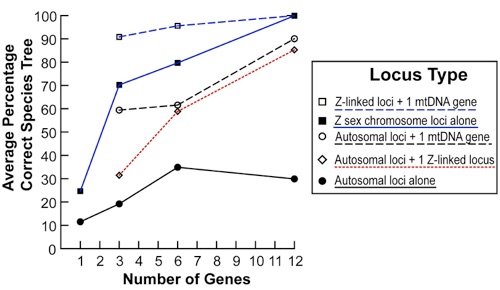 Average Percentage
Correct Species Tree
100
90
80
70
60
50
40
30
20
10
0
1 2 3 4 5 6 7 8 9 10 11 12
Number of Genes
Locus Type
Z-linked loci + 1 mtDNA gene
Z sex chromosome loci alone
Autosomal loci + 1 mtDNA gene
Autosomal loci + 1 Z-linked locus
Autosomal loci alone